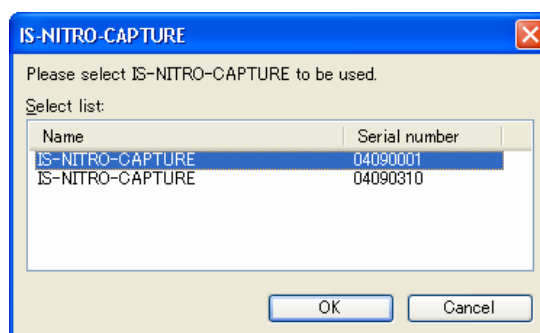 IS-NITRO-CAPTURE
Please select IS-NITRO-CAPTURE to be used.
Select list:
Name Serial number
IS-NITRO-CAPTURE 04090001
IS-NITRO-CAPTURE 04090310
OK Cancel